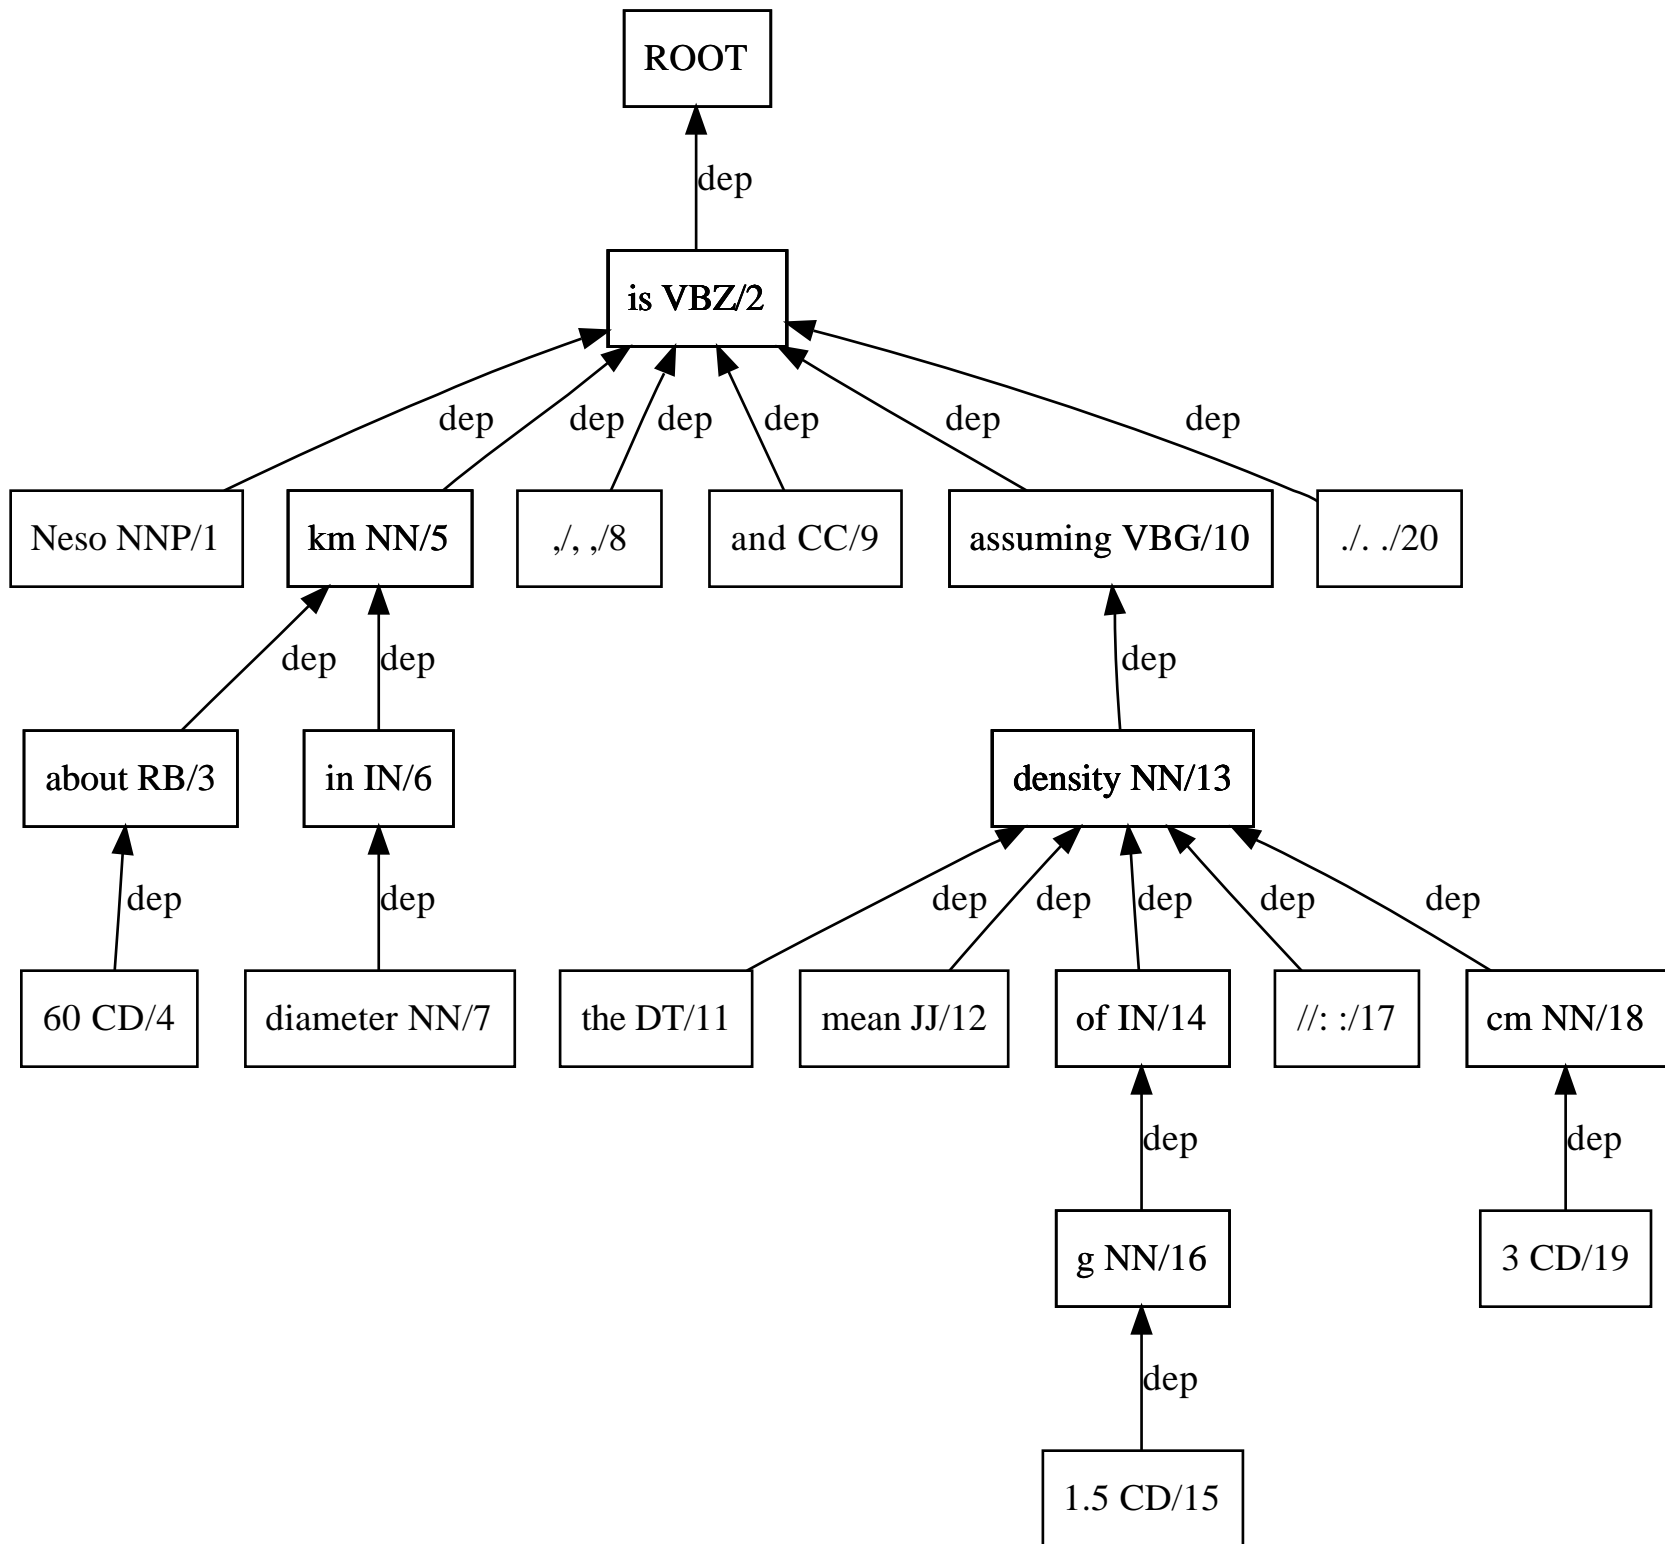 ROOT
dep
is VBZ/2
dep dep dep dep dep dep
Neso NNP/1 km NN/5 ,/, ,/8 and CC/9 assuming VBG/10 ./. ./20
dep dep dep
about RB/3 in IN/6 density NN/13
dep dep dep dep dep dep dep
60 CD/4 diameter NN/7 the DT/11 mean JJ/12 of IN/14 //: :/17 cm NN/18
dep dep
g NN/16 3 CD/19
dep
1.5 CD/15